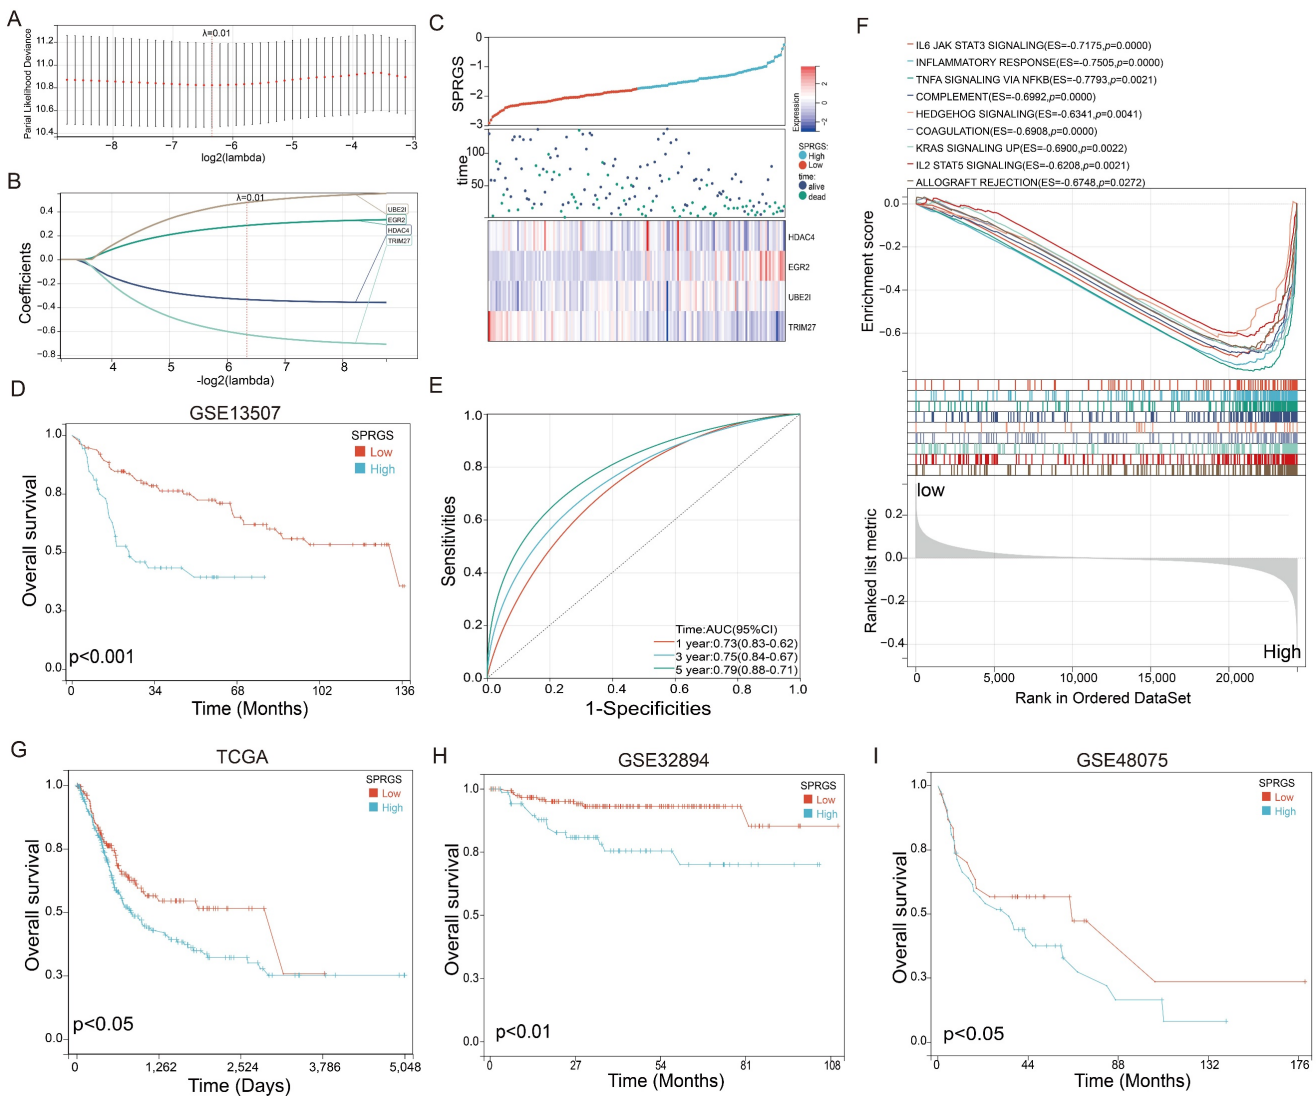 A
Parial Likelihood Deviance
λ=0.01
11.2
11.0
10.8
10.6
10.4
-8
-7
-6
-5
-4
-3
log2(lambda)
B
Coefficients
λ=0.01
0.4
0.2
0.0
-0.2
-0.4
-0.6
-0.8
UBE2I
EGR2
HDAC4
TRIM27
4
5
6
7
8
-log2(lambda)
C
SPRGS
0
-1
-2
-3
time
100
50
HDAC4
EGR2
UBE2I
TRIM27
Expression
4
2
0
-2
SPRGS:
High
Low
time:
alive
dead
D
GSE13507
Overall survival
1.0
0.8
0.5
0.3
0.0
SPRGS
Low
High
p<0.001
0
34
68
102
136
Time (Months)
E
Sensitivities
1.0
0.8
0.6
0.4
0.2
0.0
Time:AUC(95%CI)
1 year:0.73(0.83-0.62)
3 year:0.75(0.84-0.67)
5 year:0.79(0.88-0.71)
0.0
0.2
0.4
0.6
0.8
1.0
1-Specificities
F
IL6 JAK STAT3 SIGNALING(ES=-0.7175,p=0.0000)
INFLAMMATORY RESPONSE(ES=-0.7505,p=0.0000)
TNFA SIGNALING VIA NFKB(ES=-0.7793,p=0.0021)
COMPLEMENT(ES=-0.6992,p=0.0000)
HEDGEHOG SIGNALING(ES=-0.6341,p=0.0041)
COAGULATION(ES=-0.6908,p=0.0000)
KRAS SIGNALING UP(ES=-0.6900,p=0.0022)
IL2 STAT5 SIGNALING(ES=-0.6208,p=0.0021)
ALLOGRAFT REJECTION(ES=-0.6748,p=0.0272)
Enrichment score
0.0
-0.2
-0.4
-0.6
low
Ranked list metric
0.2
0.0
-0.2
-0.4
High
0
5,000
10,000
15,000
20,000
Rank in Ordered DataSet
G
TCGA
Overall survival
1.0
0.8
0.5
0.3
0.0
SPRGS
Low
High
p<0.05
0
1,262
2,524
3,786
5,048
Time (Days)
H
GSE32894
Overall survival
1.0
0.8
0.5
0.3
0.0
SPRGS
Low
High
p<0.01
0
27
54
81
108
Time (Months)
I
GSE48075
Overall survival
1.0
0.8
0.5
0.3
0.0
SPRGS
Low
High
p<0.05
0
44
88
132
176
Time (Months)